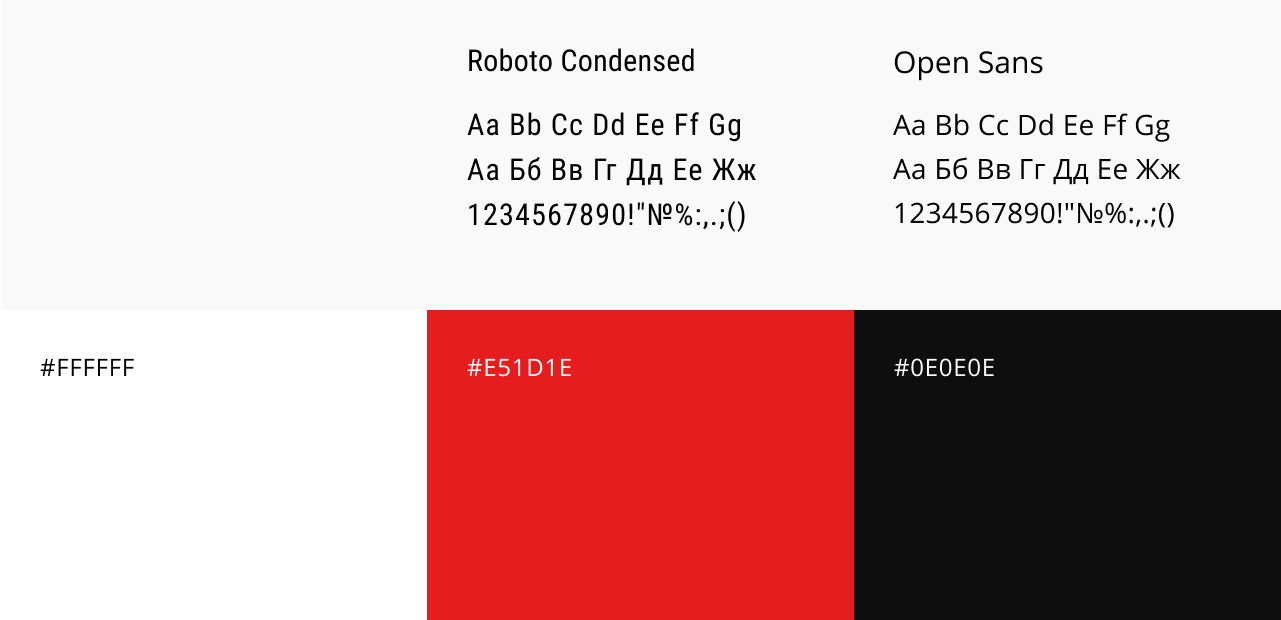 Roboto Condensed
Aa Bb Cc Dd Ee Ff Gg
Аа Бб Вв Гг Дд Ее Жж
1234567890!"№%:,.;()
Open Sans
Aa Bb Cc Dd Ee Ff Gg
Аа Бб Вв Гг Дд Ее Жж
1234567890!"№%:,.;()
#FFFFFF
#E51D1E
#0E0E0E